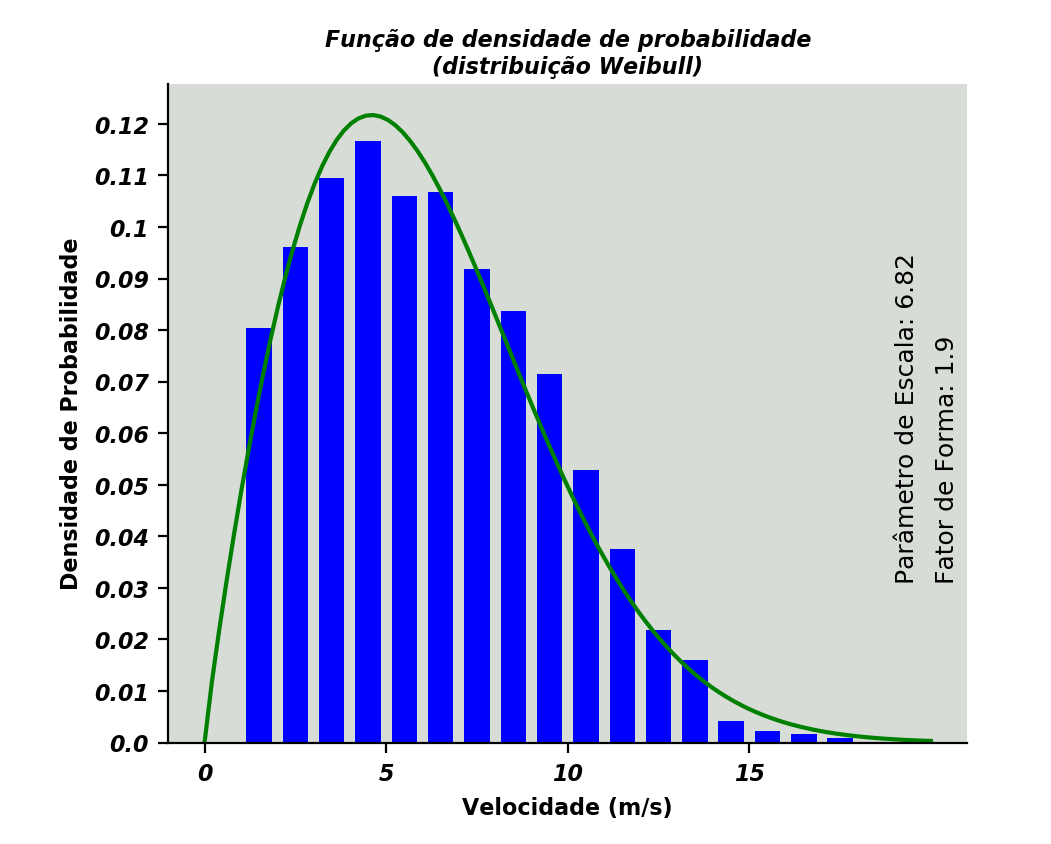 Função de densidade de probabilidade
(distribuição Weibull)
Densidade de Probabilidade
0.12
0.11
0.1
0.09
0.08
0.07
0.06
0.05
0.04
0.03
0.02
0.01
0.0
Parâmetro de Escala: 6.82
Fator de Forma: 1.9
0
5
10
15
Velocidade (m/s)